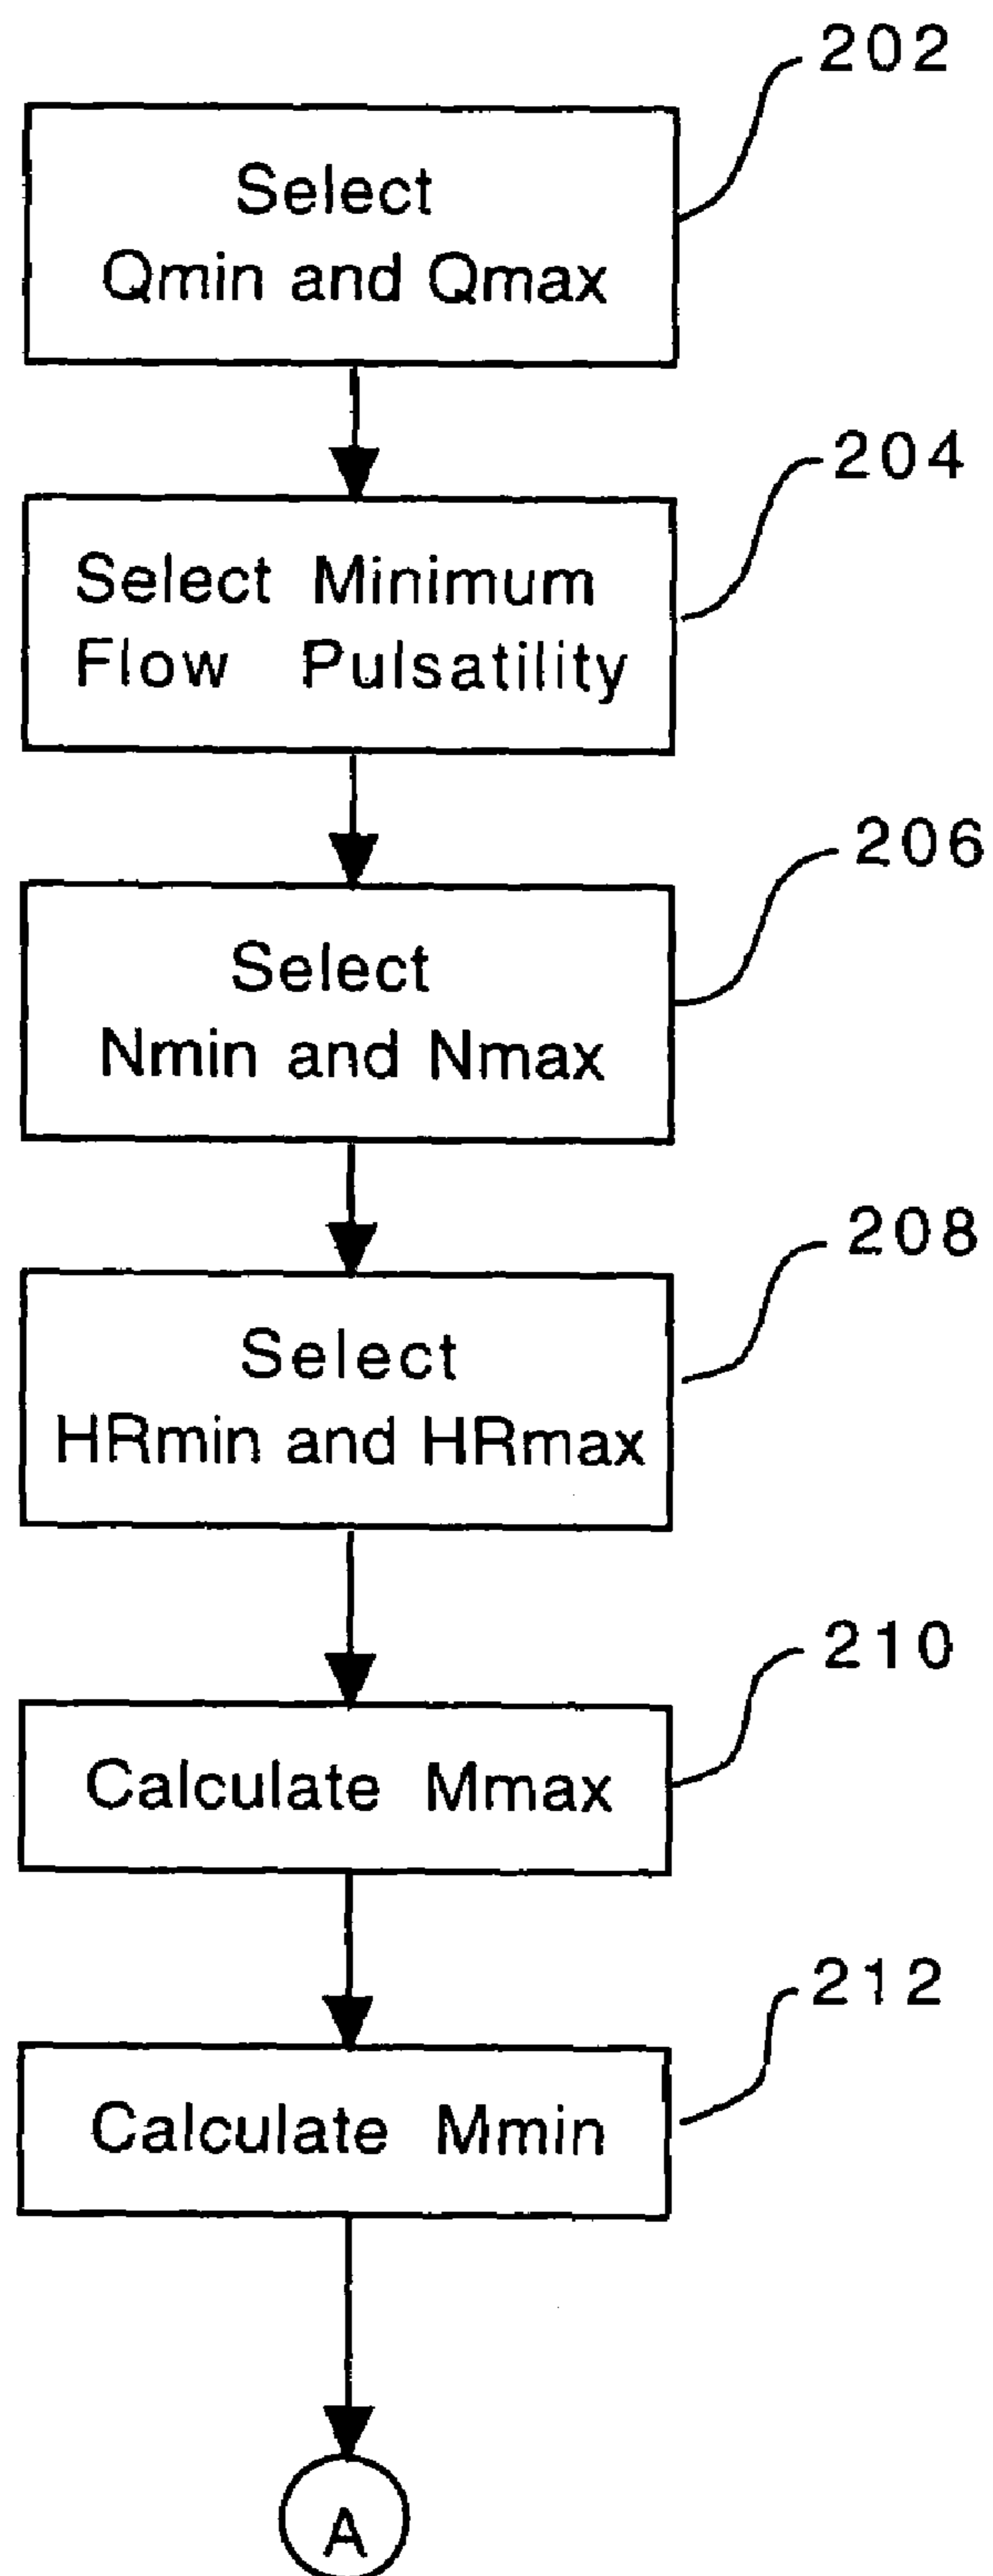 202
Select
Qmin and Qmax
204
Select Minimum
Flow Pulsatility
206
Select
Nmin and Nmax
208
Select
HRmin and HRmax
210
Calculate Mmax
212
Calculate Mmin
A